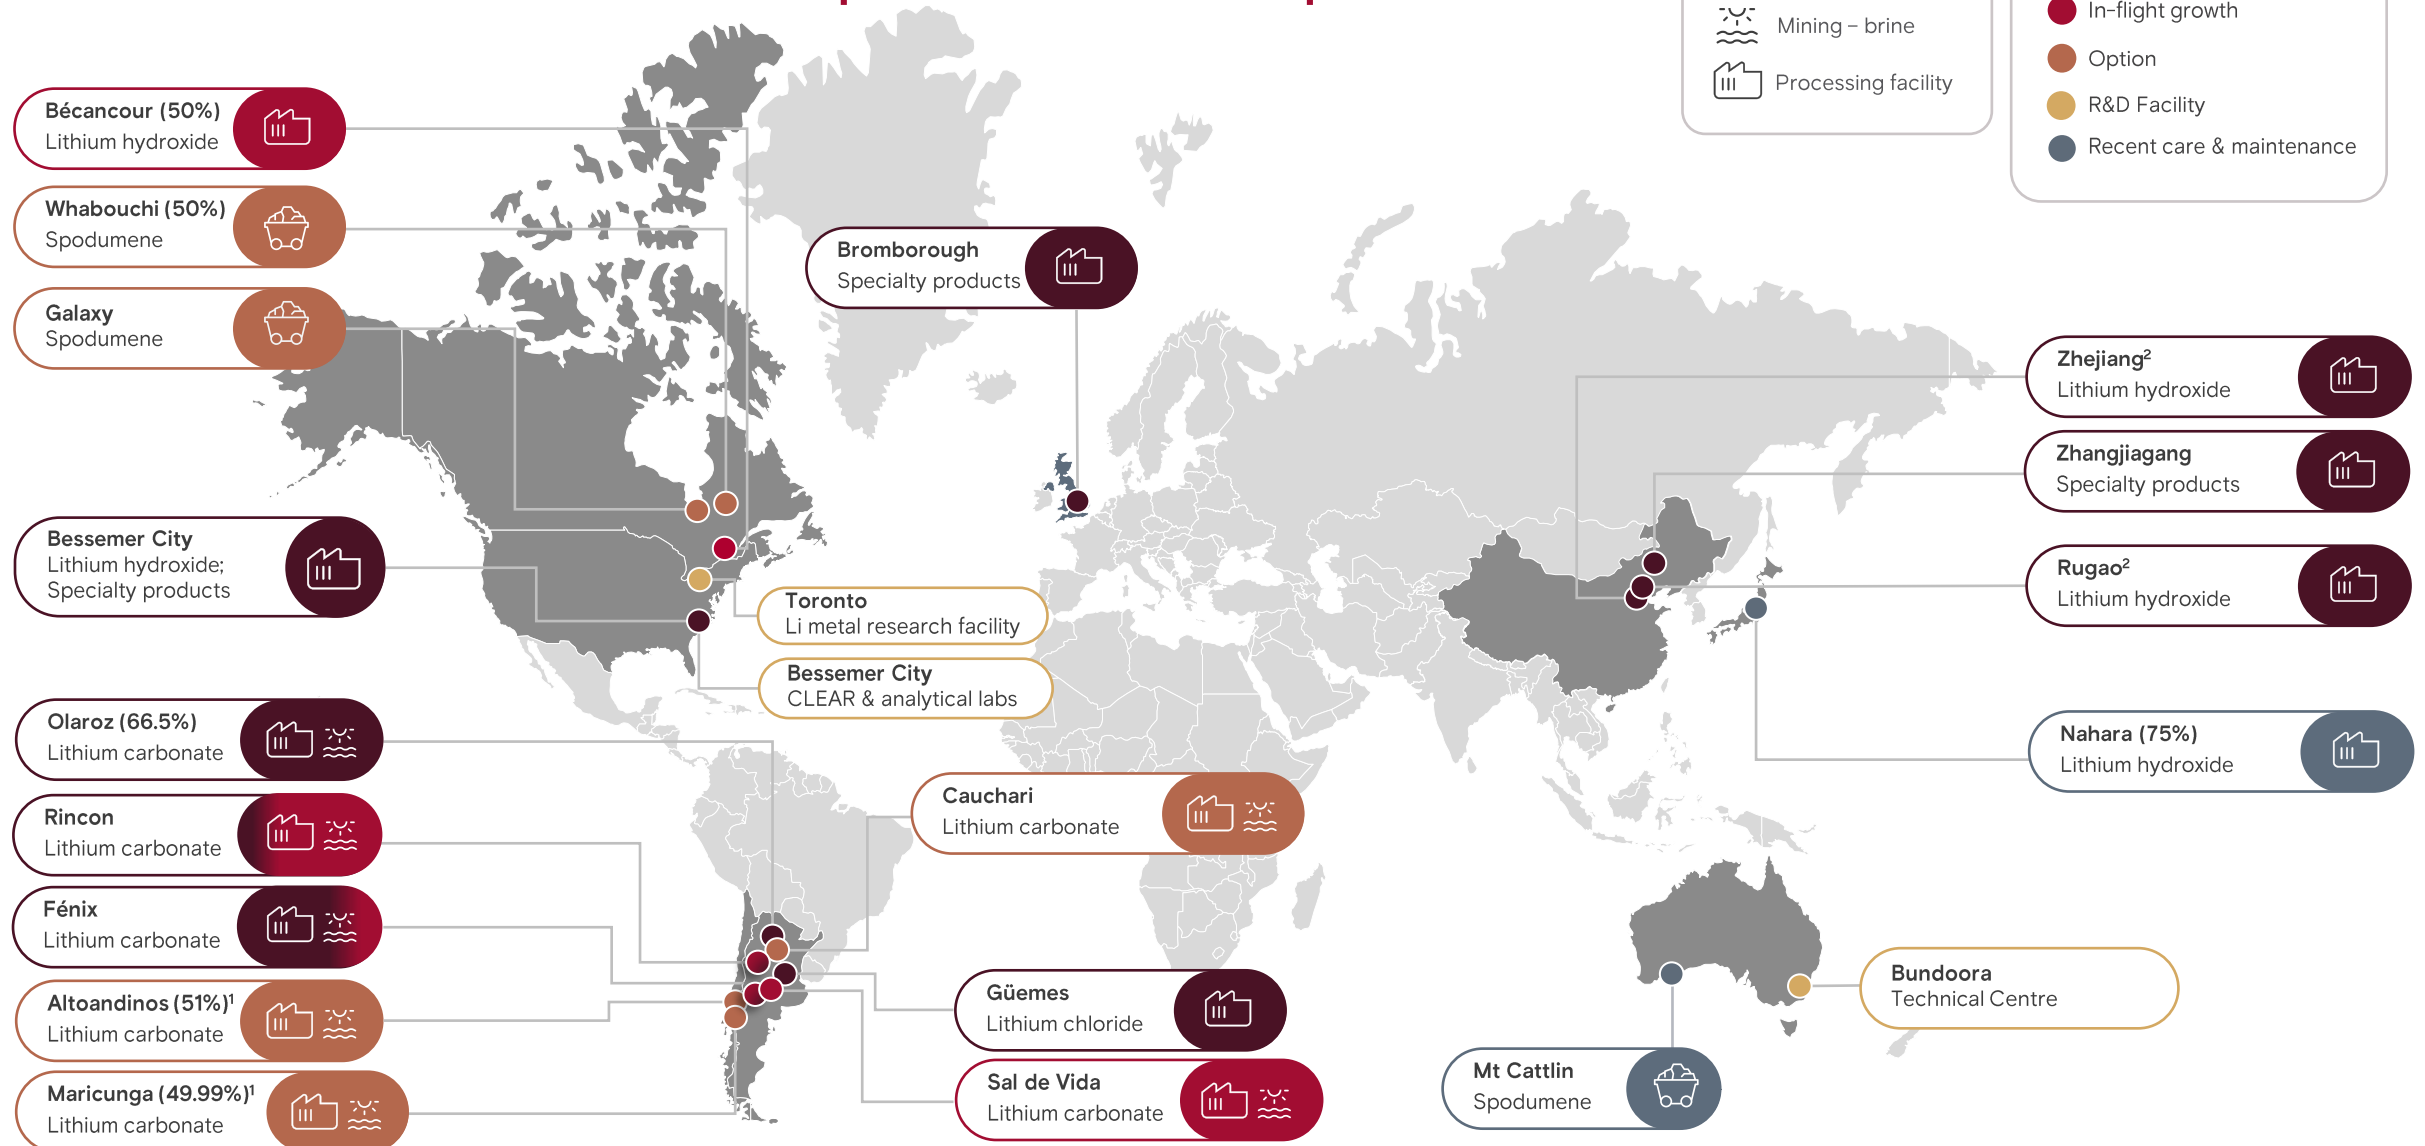 Mining – brine
Processing facility
In-flight growth
Option
R&D Facility
Recent care & maintenance
Bécancour (50%)
Lithium hydroxide
Whabouchi (50%)
Spodumene
Galaxy
Spodumene
Bessemer City
Lithium hydroxide;
Specialty products
Bromborough
Specialty products
Toronto
Li metal research facility
Bessemer City
CLEAR & analytical labs
Zhejiang²
Lithium hydroxide
Zhangjiagang
Specialty products
Rugao²
Lithium hydroxide
Nahara (75%)
Lithium hydroxide
Olaroz (66.5%)
Lithium carbonate
Rincon
Lithium carbonate
Fénix
Lithium carbonate
Altoandinos (51%)¹
Lithium carbonate
Maricunga (49.99%)¹
Lithium carbonate
Cauchari
Lithium carbonate
Güemes
Lithium chloride
Sal de Vida
Lithium carbonate
Bundoora
Technical Centre
Mt Cattlin
Spodumene